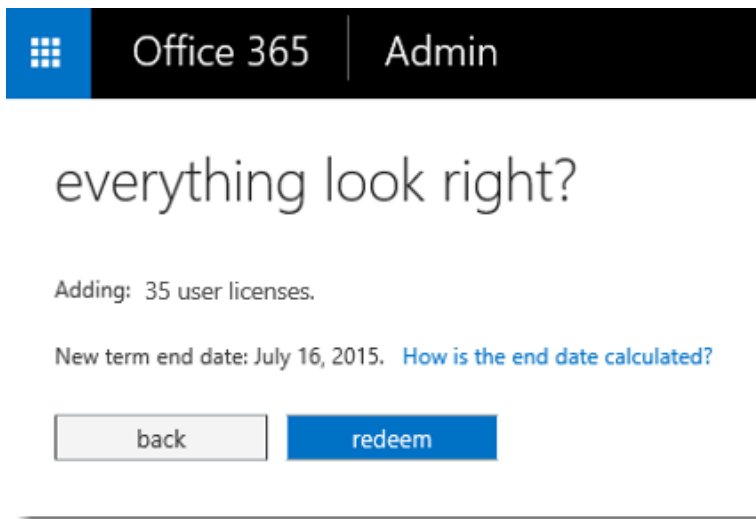 Office 365 Admin
everything look right?
Adding: 35 user licenses.
New term end date: July 16, 2015. How is the end date calculated?
back redeem